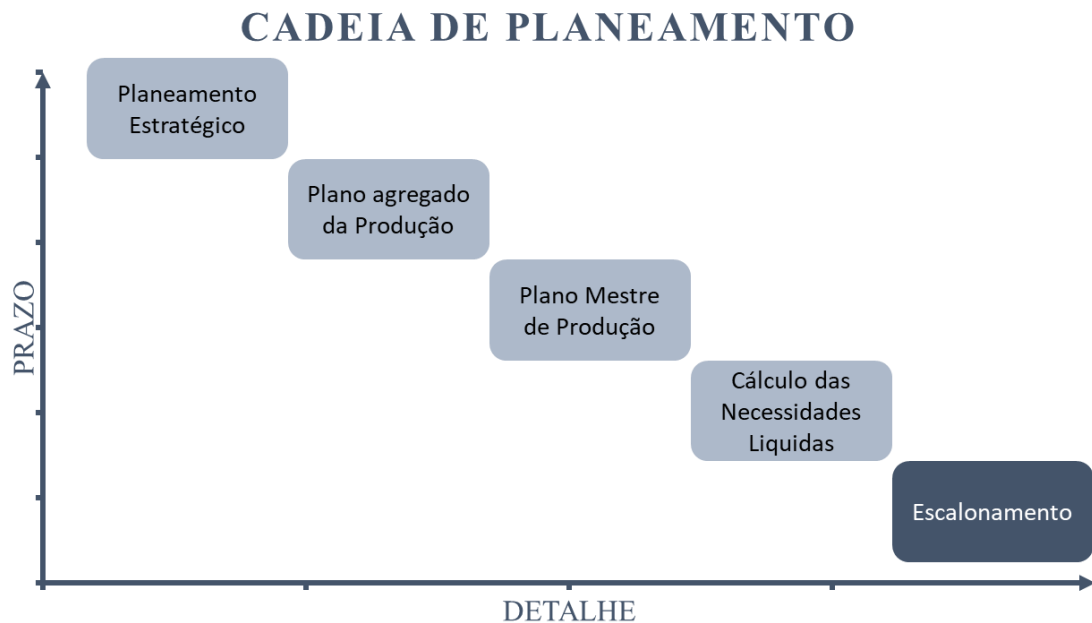 CADEIA DE PLANEAMENTO
Planeamento
Estratégico
Plano agregado
da Produção
Plano Mestre
de Produção
Cálculo das
Necessidades
Liquidas
Escalonamento
PRAZO
DETALHE